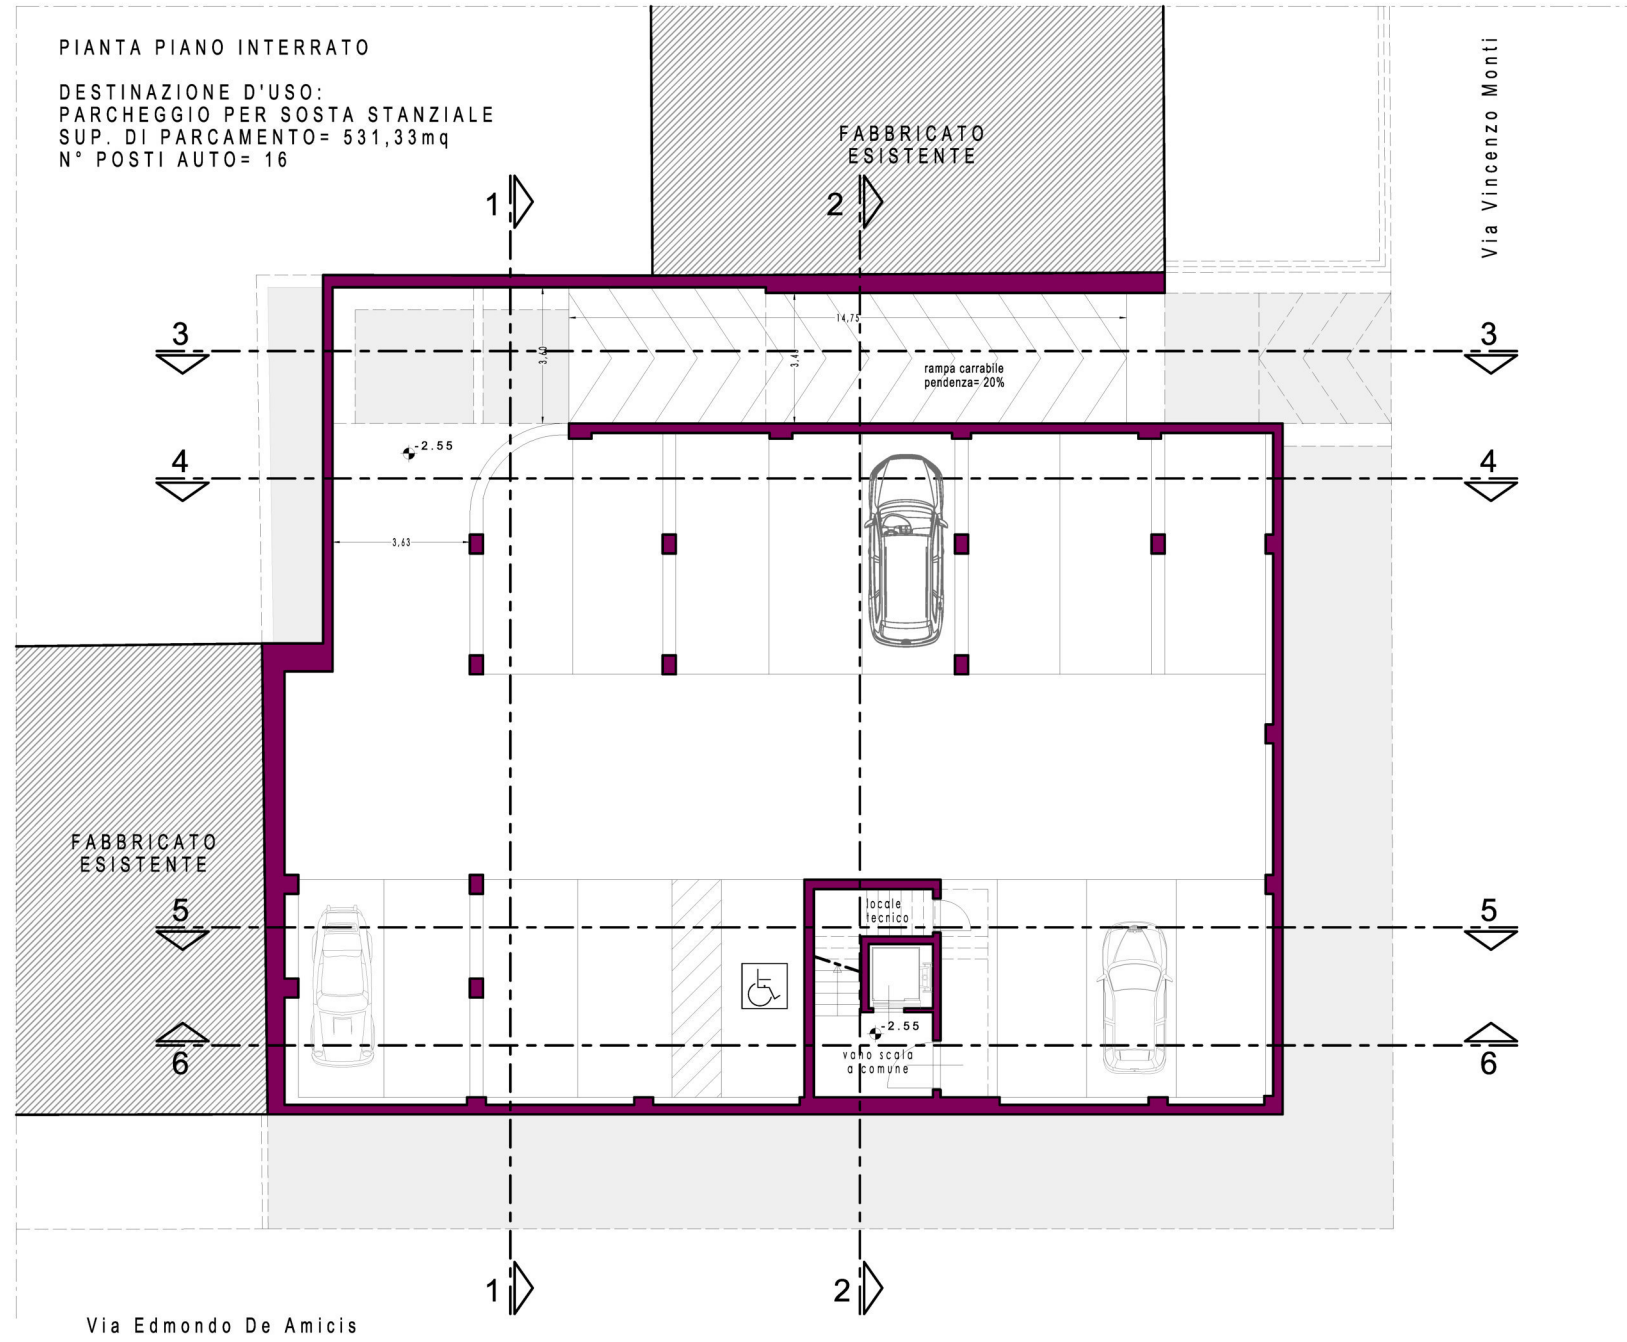 PIANTA PIANO INTERRATO
DESTINAZIONE D'USO:
PARCHEGGIO PER SOSTA STANZIALE
SUP. DI PARCAMENTO= 531,33mq
N° POSTI AUTO= 16
Via Vincenzo Monti
FABBRICATO
ESISTENTE
1
2
14,75
3
3
3,60
3,4
rampa carrabile
pendenza= 20%
-2.55
4
4
3,63
FABBRICATO
ESISTENTE
locale
tecnico
5
5
-2.55
vano scala
a comune
6
6
1
2
Via Edmondo De Amicis